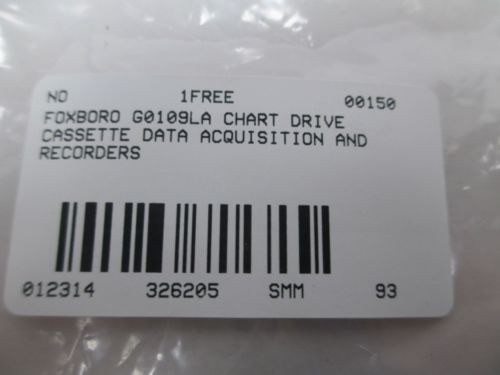 NO 1FREE 00150
FOXBORO G0109LA CHART DRIVE
CASSETTE DATA ACQUISITION AND
RECORDERS
012314 326205 SMM 93